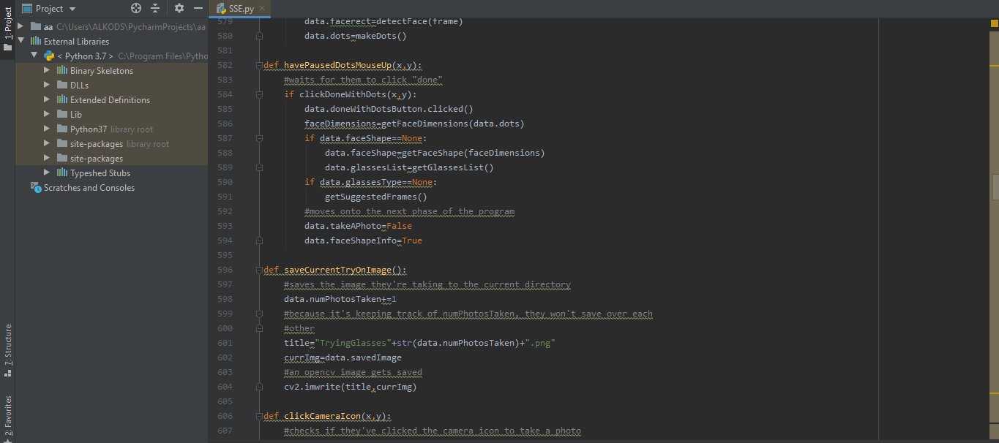 Project
SSE.py
1: Project
aa C:\Users\ALKODS\PycharmProjects\aa
External Libraries
< Python 3.7 > C:\Program Files\Pytho
Binary Skeletons
DLLs
Extended Definitions
Lib
Python37 library root
site-packages library root
site-packages
Typeshed Stubs
Scratches and Consoles
7: Structure
2: Favorites
579 data.facerect=detectFace(frame)
580 data.dots=makeDots()
581
582 def havePausedDotsMouseUp(x,y):
583 #waits for them to click "done"
584 if clickDoneWithDots(x,y):
585 data.doneWithDotsButton.clicked()
586 faceDimensions=getFaceDimensions(data.dots)
587 if data.faceShape==None:
588 data.faceShape=getFaceShape(faceDimensions)
589 data.glassesList=getGlassesList()
590 if data.glassesType==None:
591 getSuggestedFrames()
592 #moves onto the next phase of the program
593 data.takeAPhoto=False
594 data.faceShapeInfo=True
595
596 def saveCurrentTryOnImage():
597 #saves the image they're taking to the current directory
598 data.numPhotosTaken+=1
599 #because it's keeping track of numPhotosTaken, they won't save over each
600 #other
601 title="TryingGlasses"+str(data.numPhotosTaken)+".png"
602 currImg=data.savedImage
603 #an opencv image gets saved
604 cv2.imwrite(title,currImg)
605
606 def clickCameraIcon(x,y):
607 #checks if they've clicked the camera icon to take a photo